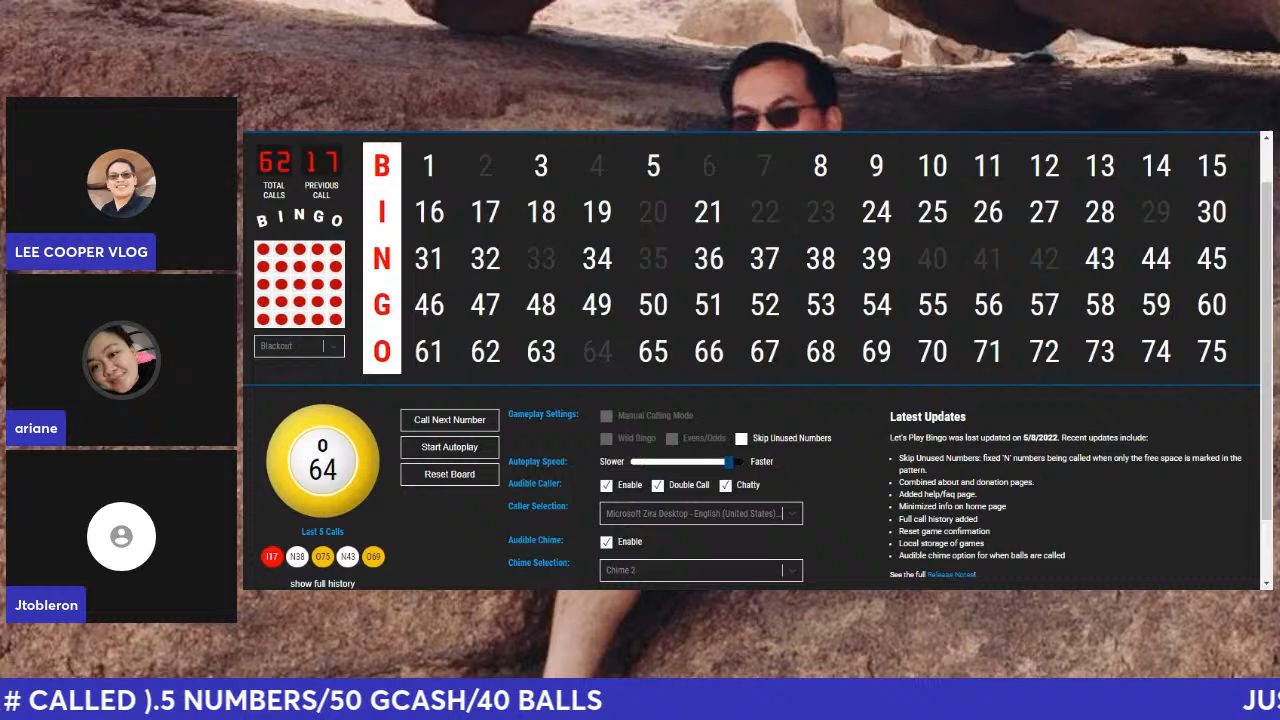 LEE COOPER VLOG
ariane
Jtobleron
62 17
TOTAL CALLS
PREVIOUS CALL
BINGO
Blackout
B 1 2 3 4 5 6 7 8 9 10 11 12 13 14 15
I 16 17 18 19 20 21 22 23 24 25 26 27 28 29 30
N 31 32 33 34 35 36 37 38 39 40 41 42 43 44 45
G 46 47 48 49 50 51 52 53 54 55 56 57 58 59 60
O 61 62 63 64 65 66 67 68 69 70 71 72 73 74 75
O
64
Last 5 Calls
I17 N38 O75 N43 O69
show full history
Call Next Number
Start Autoplay
Reset Board
Gameplay Settings:
Manual Calling Mode
Wild Bingo Evens/Odds Skip Unused Numbers
Autoplay Speed: Slower Faster
Audible Caller: Enable Double Call Chatty
Caller Selection: Microsoft Zira Desktop - English (United States)...
Audible Chime: Enable
Chime Selection: Chime 2
Latest Updates
Let's Play Bingo was last updated on 5/8/2022. Recent updates include:
• Skip Unused Numbers: fixed 'N' numbers being called when only the free space is marked in the
pattern.
• Combined about and donation pages.
• Added help/faq page.
• Minimized info on home page
• Full call history added
• Reset game confirmation
• Local storage of games
• Audible chime option for when balls are called
See the full Release Notes!
# CALLED ).5 NUMBERS/50 GCASH/40 BALLS JUS